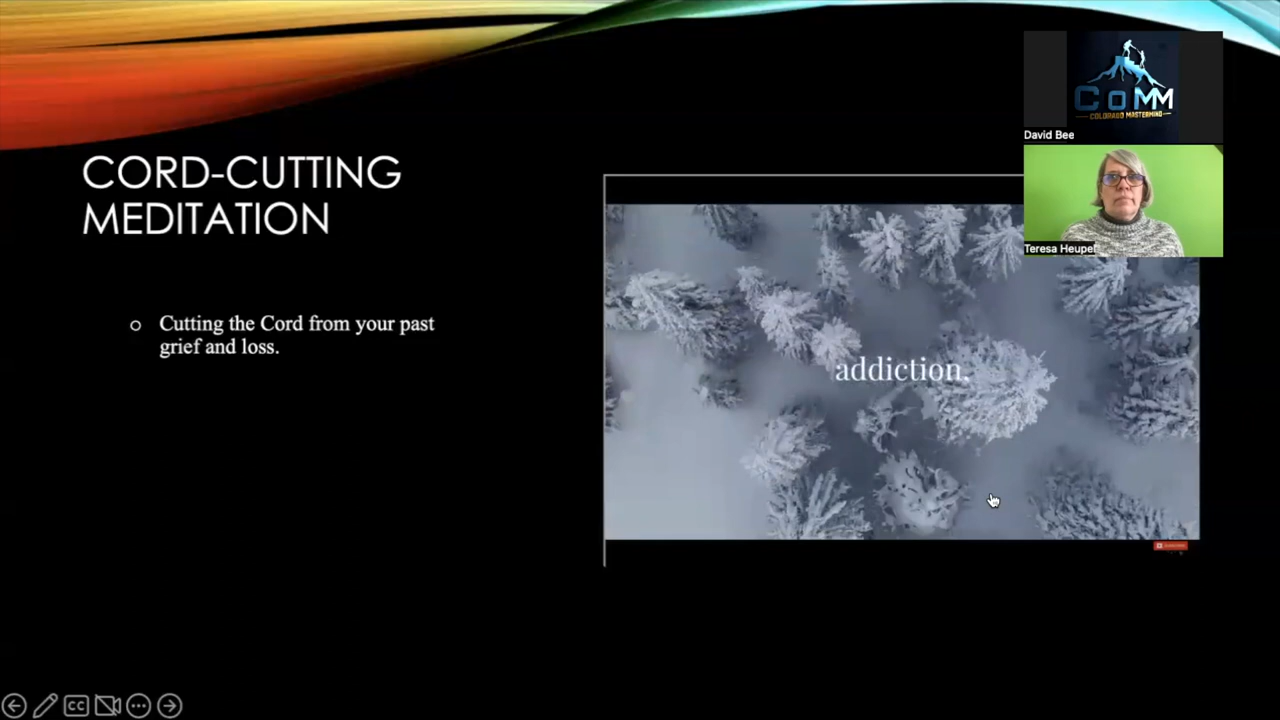 CORD-CUTTING
MEDITATION
Cutting the Cord from your past
grief and loss.
addiction,
CoMM
COLORADO MASTERMIND
David Bee
Teresa Heupel
CC